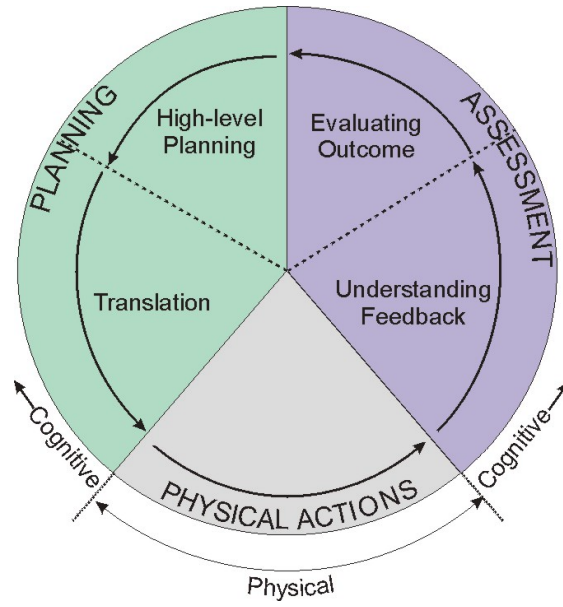 PLANNING
High-level
Planning
Evaluating
Outcome
ASSESSMENT
Translation
Understanding
Feedback
Cognitive
PHYSICAL ACTIONS
Cognitive
Physical